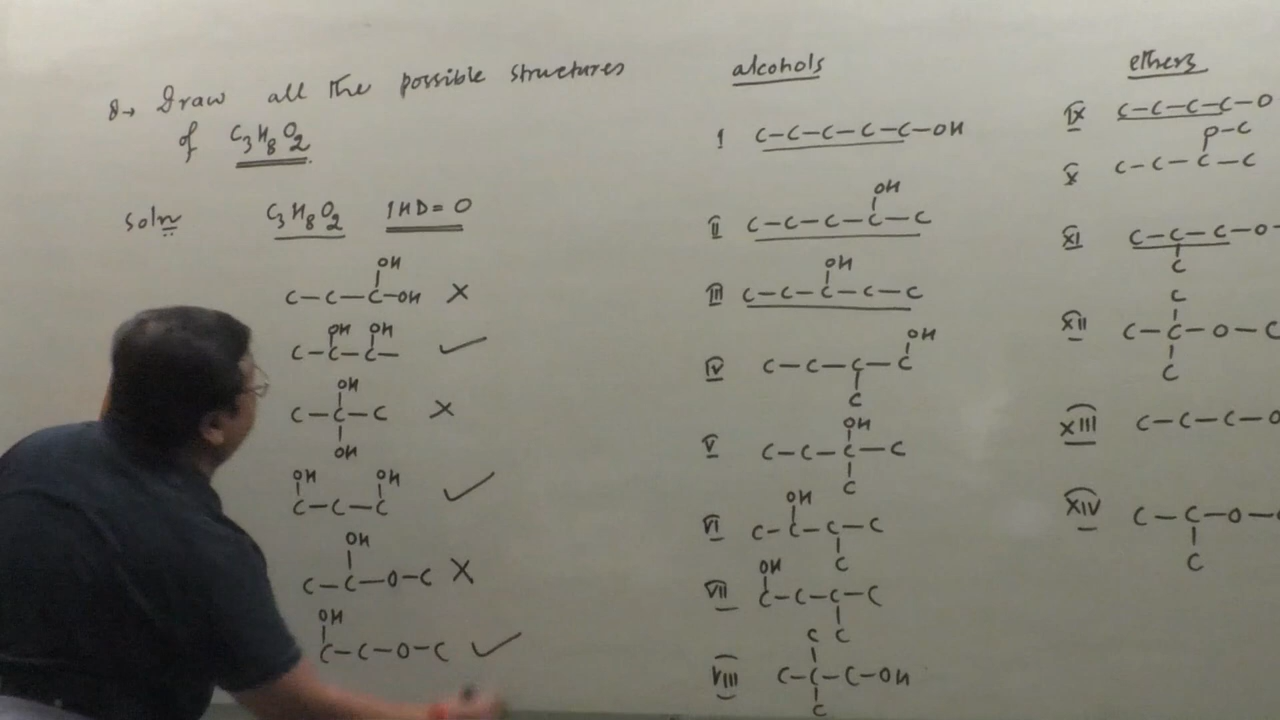 Q→ Draw all the possible structures
of C₃H₈O₂.
Soln
C₃H₈O₂ IHD = 0
OH
C–C–C–OH ×
OH OH
C–C–C– ✓
OH
C–C–C ×
OH
OH OH
C–C–C ✓
OH
C–C–O–C ×
OH
C–C–O–C ✓
alcohols
I C–C–C–C–C–OH
OH
II C–C–C–C–C
OH
III C–C–C–C–C
OH
IV C–C–C–C
C
OH
V C–C–C–C
C
OH
VI C–C–C–C
C
OH
VII C–C–C–C
C
C
VIII C–C–C–OH
C
ethers
IX C–C–C–C–O
O–C
X C–C–C–C
XI C–C–C–O–
C
C
XII C–C–O–C
C
XIII C–C–C–O
XIV C–C–O–
C